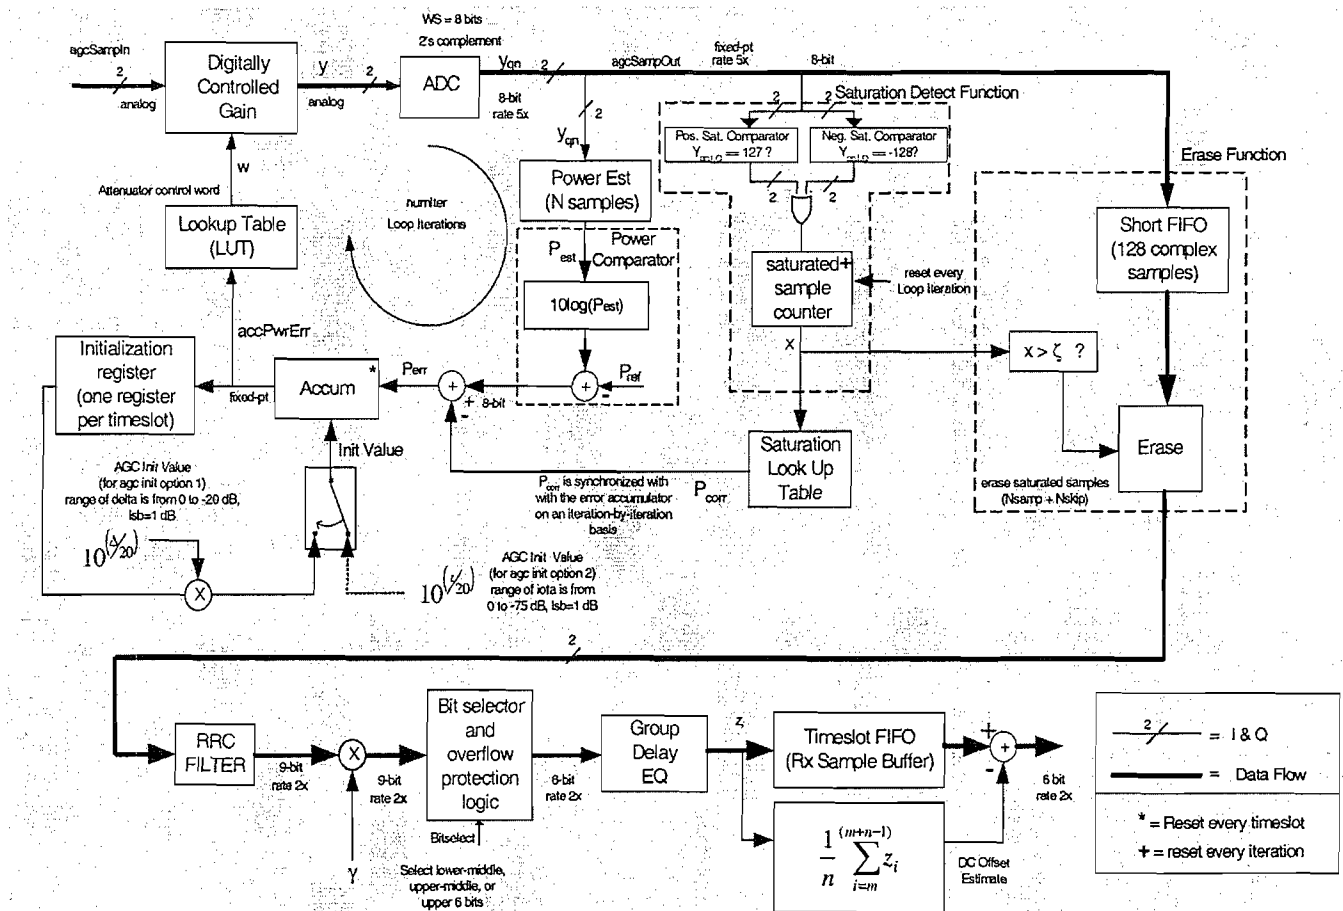 WS = 8 bits
2's complement
agcSampIn
2
analog
Digitally
Controlled
Gain
y
2
analog
ADC
yqn
2
8-bit
rate 5x
agcSampOut
fixed-pt
rate 5x
8-bit
2
yqn
2
2
Saturation Detect Function
Pos. Sat. Comparator
== 127 ?
Neg. Sat. Comparator
== -128?
2
2
2
2
Erase Function
w
Attenuator control word
Lookup Table
(LUT)
numIter
Loop Iterations
Power Est
(N samples)
Pest
Power
Comparator
10log(Pest)
saturated+
sample
counter
reset every
Loop Iteration
x
Short FIFO
(128 complex
samples)
x > ζ ?
Erase
erase saturated samples
(Nsamp + Nskip)
accPwrErr
Initialization
register
(one register
per timeslot)
fixed-pt
Accum *
Perr
+
+
-
8-bit
+
-
Pref
Init Value
Saturation
Look Up
Table
Pcorr
Pcorr is synchronized with
with the error accumulator
on an iteration-by-iteration
basis
AGC Init Value
(for agc init option 1)
range of delta is from 0 to -20 dB,
lsb=1 dB
10^(Δ/20)
X
10^(ι/20)
AGC Init Value
(for agc init option 2)
range of iota is from
0 to -75 dB, lsb=1 dB
2
RRC
FILTER
9-bit
rate 2x
X
γ
9-bit
rate 2x
Bit selector
and
overflow
protection
logic
Bitselect
Select lower-middle,
upper-middle, or
upper 6 bits
6-bit
rate 2x
Group
Delay
EQ
zi
Timeslot FIFO
(Rx Sample Buffer)
+
+
-
6 bit
rate 2x
1/n ∑ i=m (m+n-1) zi
DC Offset
Estimate
2
= I & Q
= Data Flow
* = Reset every timeslot
+ = reset every iteration